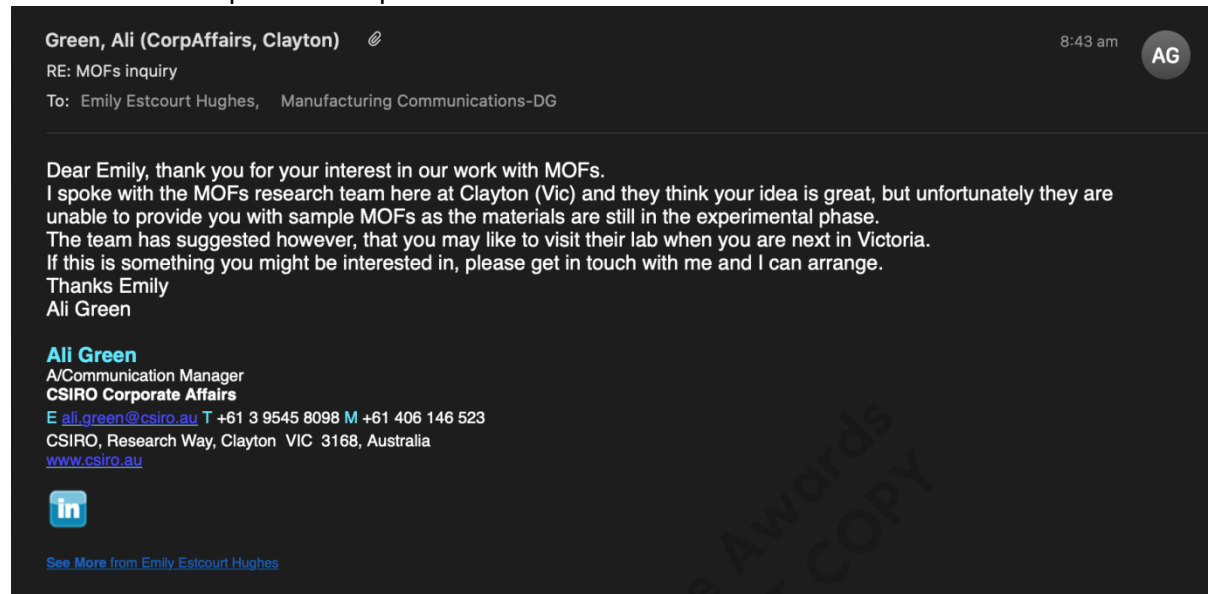 Green, Ali (CorpAffairs, Clayton)
8:43 am
AG
RE: MOFs inquiry
To: Emily Estcourt Hughes, Manufacturing Communications-DG
Dear Emily, thank you for your interest in our work with MOFs.
I spoke with the MOFs research team here at Clayton (Vic) and they think your idea is great, but unfortunately they are
unable to provide you with sample MOFs as the materials are still in the experimental phase.
The team has suggested however, that you may like to visit their lab when you are next in Victoria.
If this is something you might be interested in, please get in touch with me and I can arrange.
Thanks Emily
Ali Green
Ali Green
A/Communication Manager
CSIRO Corporate Affairs
E ali.green@csiro.au T +61 3 9545 8098 M +61 406 146 523
CSIRO, Research Way, Clayton VIC 3168, Australia
www.csiro.au
in
See More from Emily Estcourt Hughes
Awards
COPY